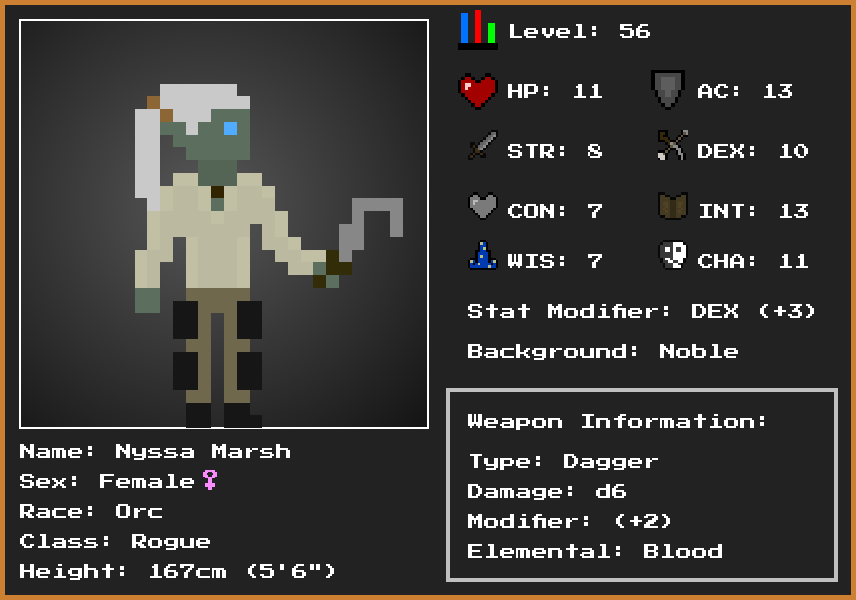 Level: 56
HP: 11 AC: 13
STR: 8 DEX: 10
CON: 7 INT: 13
WIS: 7 CHA: 11
Stat Modifier: DEX (+3)
Background: Noble
Weapon Information:
Type: Dagger
Damage: d6
Modifier: (+2)
Elemental: Blood
Name: Nyssa Marsh
Sex: Female♀
Race: Orc
Class: Rogue
Height: 167cm (5'6")